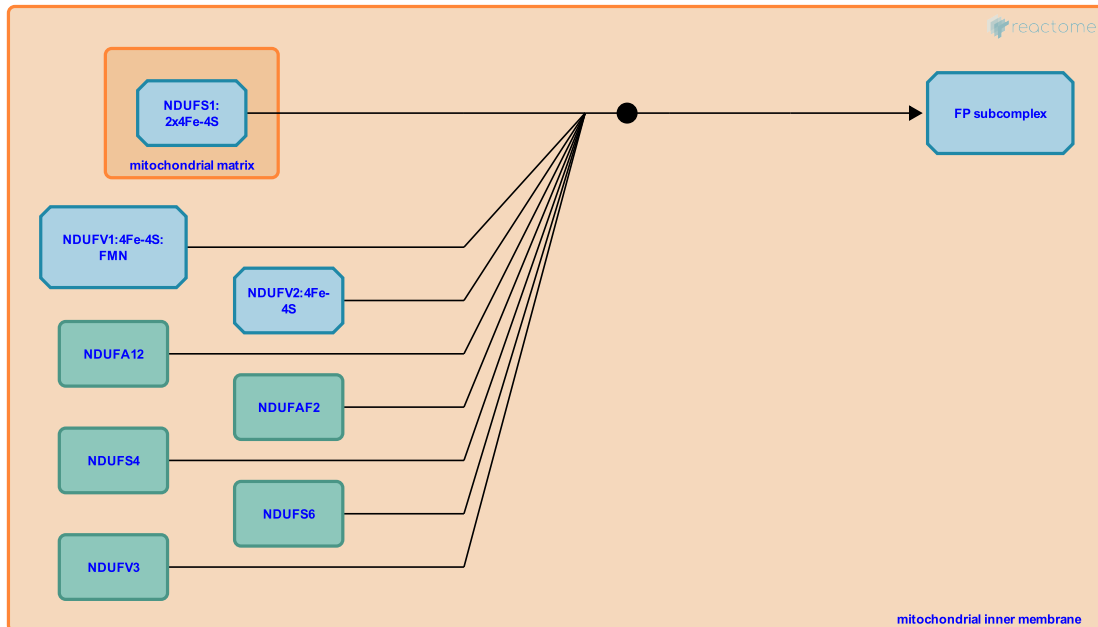 reactome
NDUFS1:
2x4Fe-4S
FP subcomplex
mitochondrial matrix
NDUFV1:4Fe-4S:
FMN
NDUFV2:4Fe-
4S
NDUFA12
NDUFAF2
NDUFS4
NDUFS6
NDUFV3
mitochondrial inner membrane